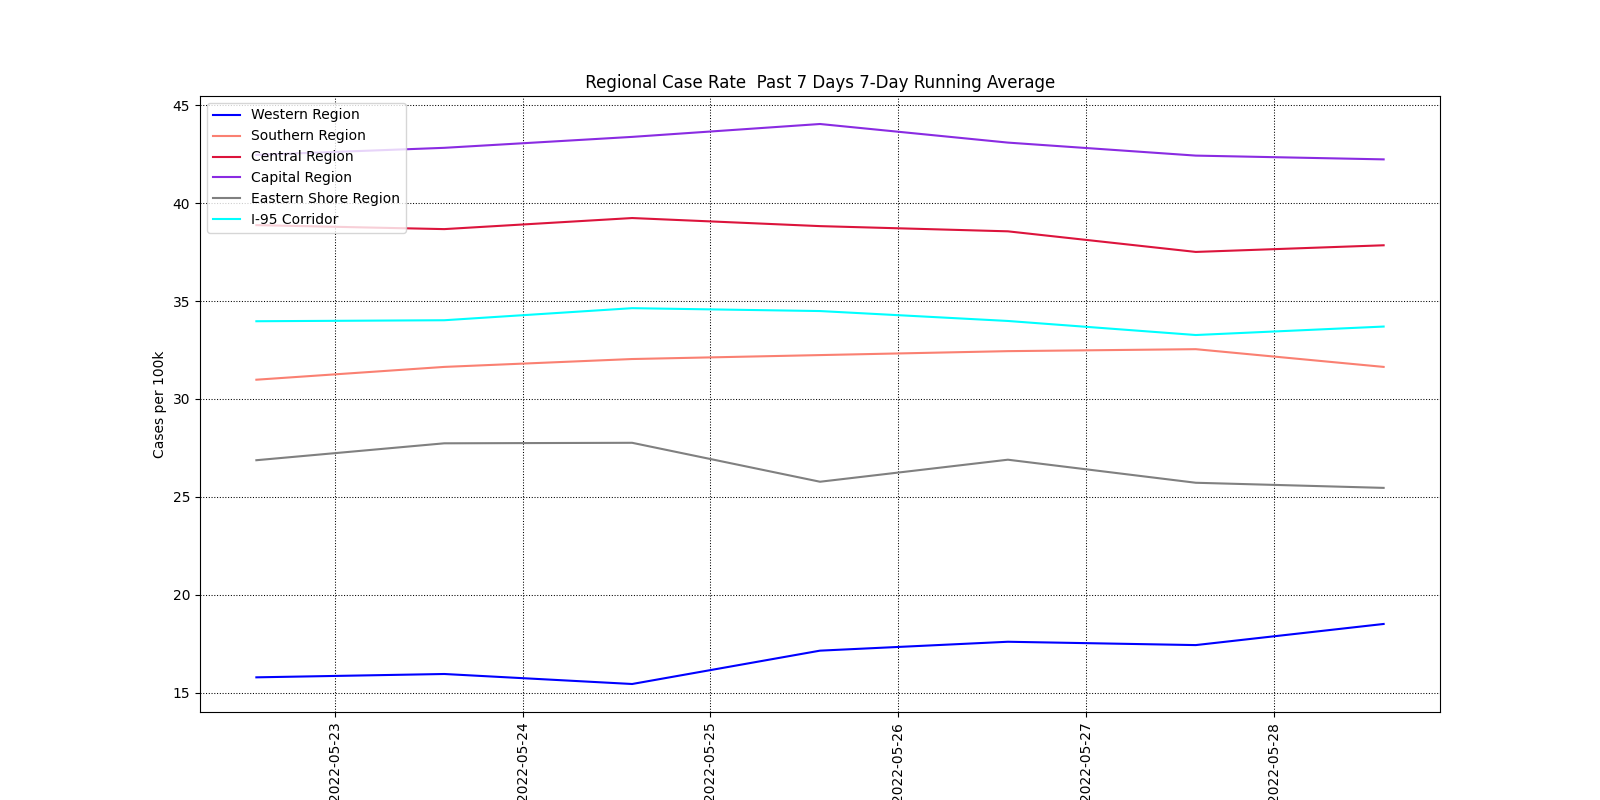 Regional Case Rate  Past 7 Days 7-Day Running Average
45
40
35
30
25
20
15
Cases per 100k
Western Region
Southern Region
Central Region
Capital Region
Eastern Shore Region
I-95 Corridor
2022-05-23
2022-05-24
2022-05-25
2022-05-26
2022-05-27
2022-05-28